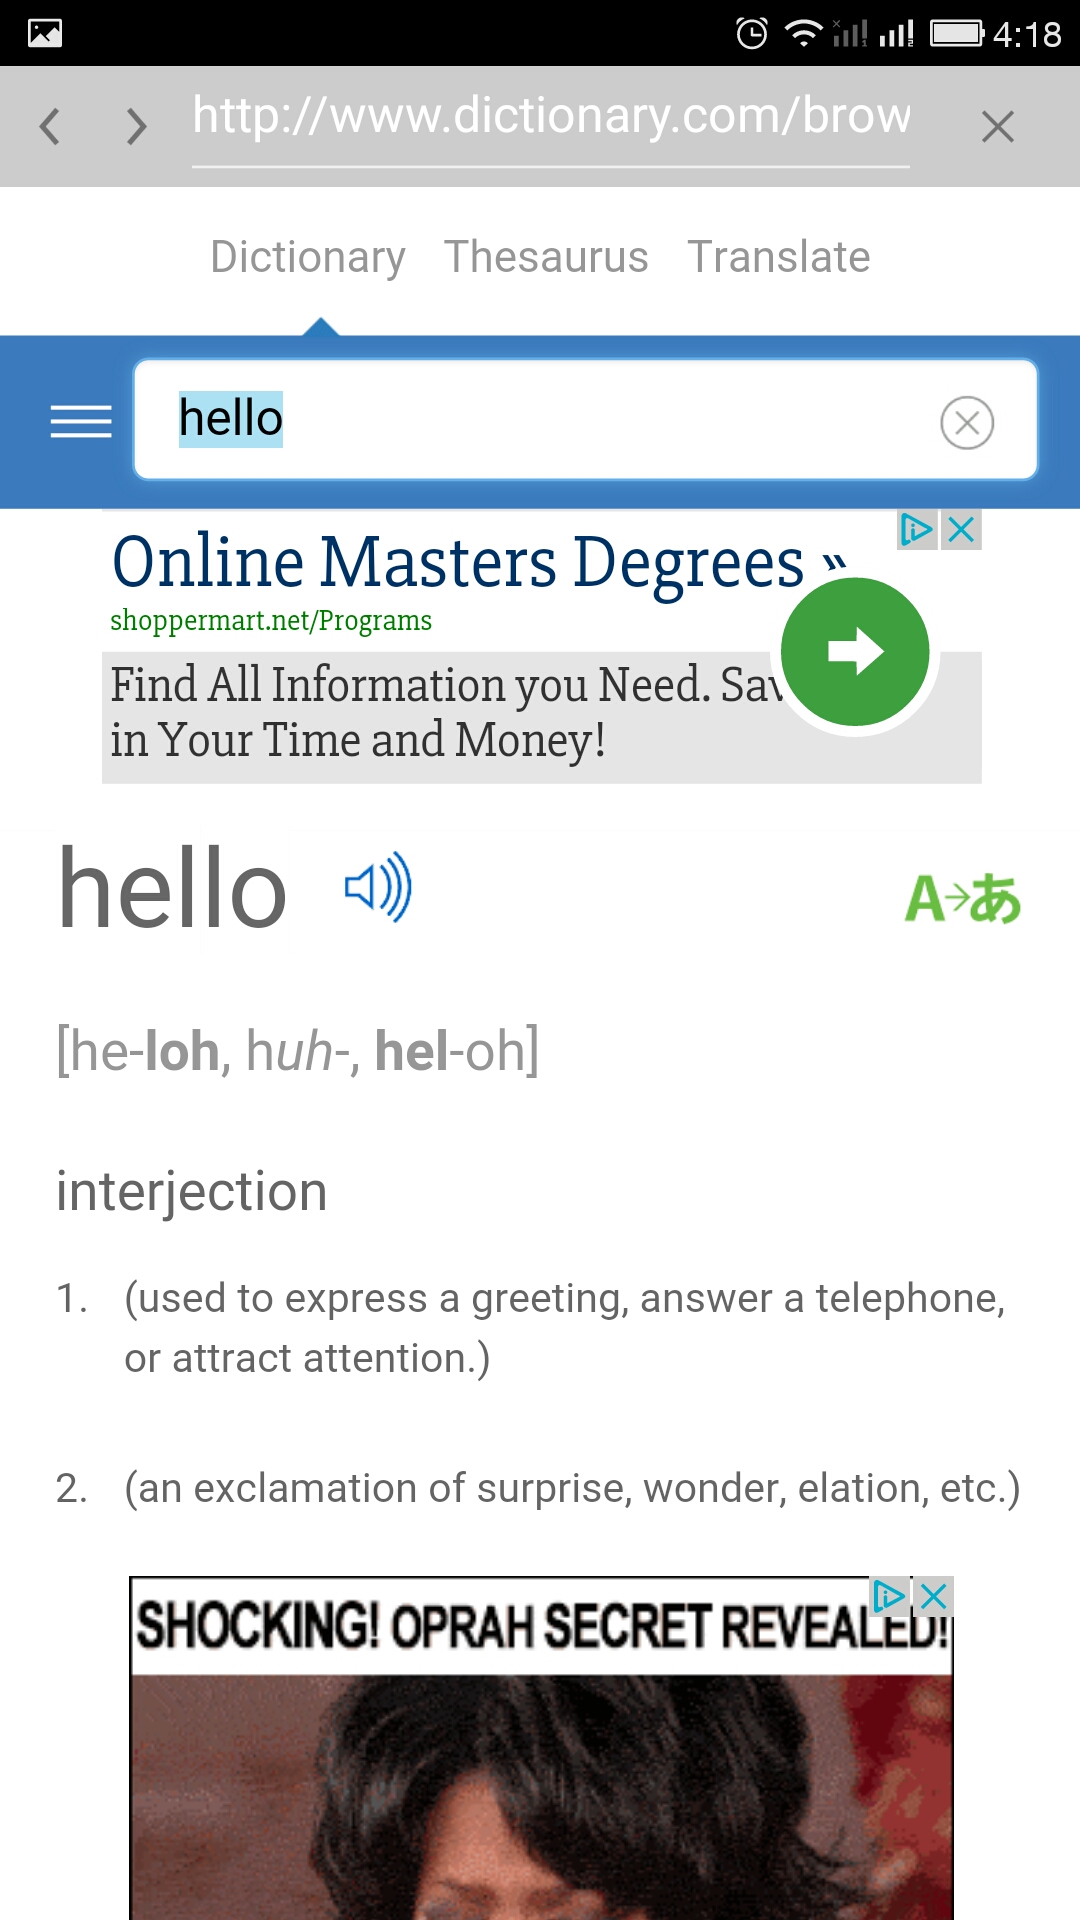 4:18
http://www.dictionary.com/brow
Dictionary Thesaurus Translate
hello
Online Masters Degrees »
shoppermart.net/Programs
Find All Information you Need. Sav
in Your Time and Money!
hello
A→あ
[he-loh, huh-, hel-oh]
interjection
1. (used to express a greeting, answer a telephone,
or attract attention.)
2. (an exclamation of surprise, wonder, elation, etc.)
SHOCKING! OPRAH SECRET REVEALED!